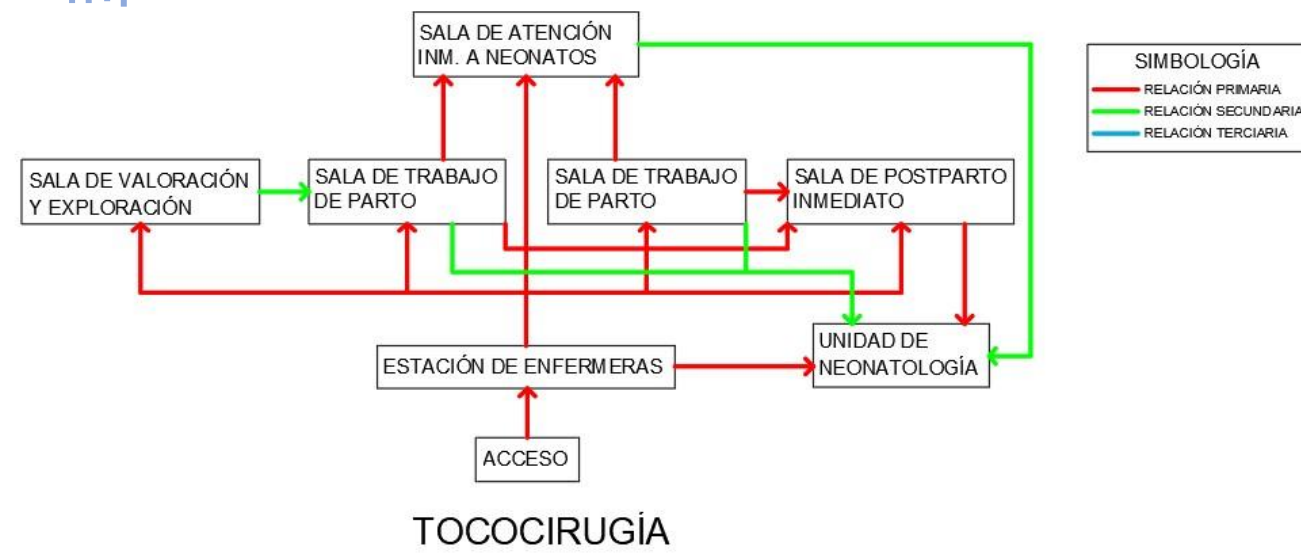 SALA DE ATENCIÓN
INM. A NEONATOS
SIMBOLOGÍA
RELACIÓN PRIMARIA
RELACIÓN SECUNDARIA
RELACIÓN TERCIARIA
SALA DE VALORACIÓN
Y EXPLORACIÓN
SALA DE TRABAJO
DE PARTO
SALA DE TRABAJO
DE PARTO
SALA DE POSTPARTO
INMEDIATO
UNIDAD DE
NEONATOLOGÍA
ESTACIÓN DE ENFERMERAS
ACCESO
TOCOCIRUGÍA